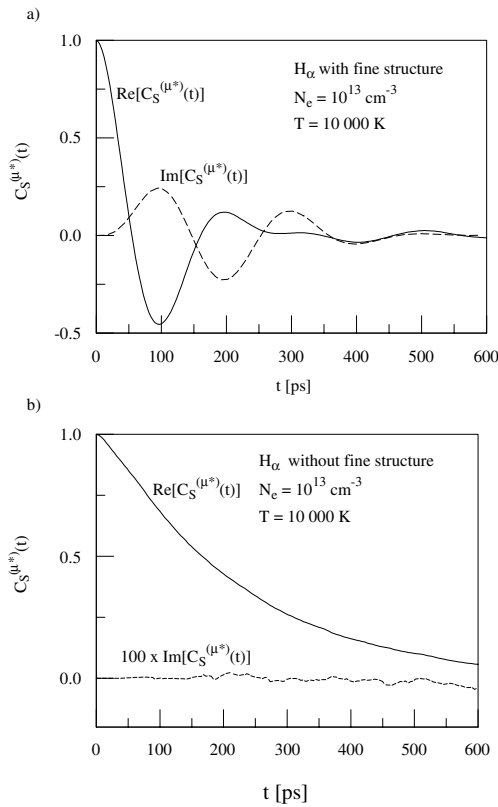 a)
1.0
0.5
0.0
-0.5
C_S^(μ*)(t)
H_α with fine structure
N_e = 10^13 cm^-3
T = 10 000 K
Re[C_S^(μ*)(t)]
Im[C_S^(μ*)(t)]
0 100 200 300 400 500 600
t [ps]
b)
1.0
0.5
0.0
C_S^(μ*)(t)
H_α without fine structure
N_e = 10^13 cm^-3
T = 10 000 K
Re[C_S^(μ*)(t)]
100 x Im[C_S^(μ*)(t)]
0 100 200 300 400 500 600
t [ps]